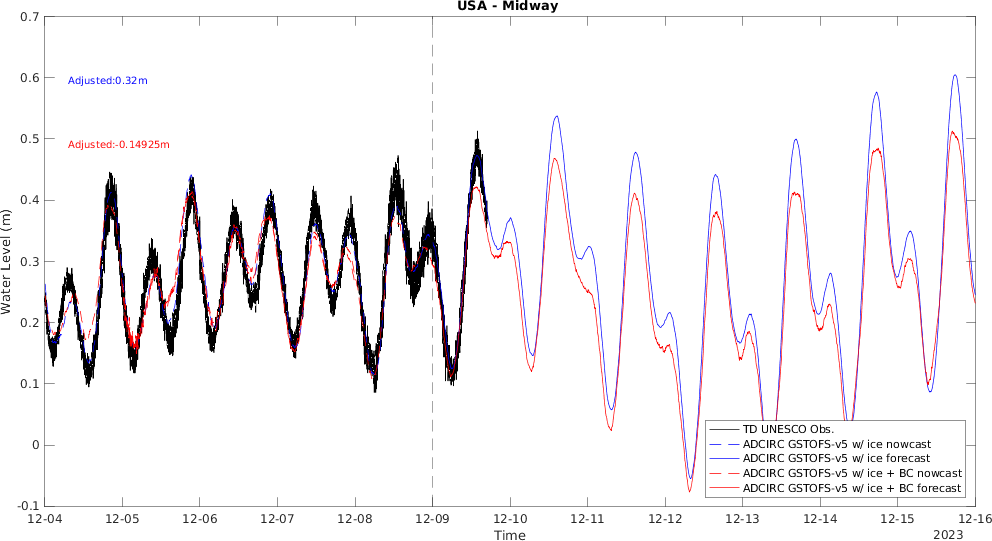 USA - Midway
0.7
0.6
0.5
0.4
0.3
0.2
0.1
0
-0.1
Water Level (m)
Adjusted:0.32m
Adjusted:-0.14925m
TD UNESCO Obs.
ADCIRC GSTOFS-v5 w/ ice nowcast
ADCIRC GSTOFS-v5 w/ ice forecast
ADCIRC GSTOFS-v5 w/ ice + BC nowcast
ADCIRC GSTOFS-v5 w/ ice + BC forecast
12-04 12-05 12-06 12-07 12-08 12-09 12-10 12-11 12-12 12-13 12-14 12-15 12-16
Time
2023